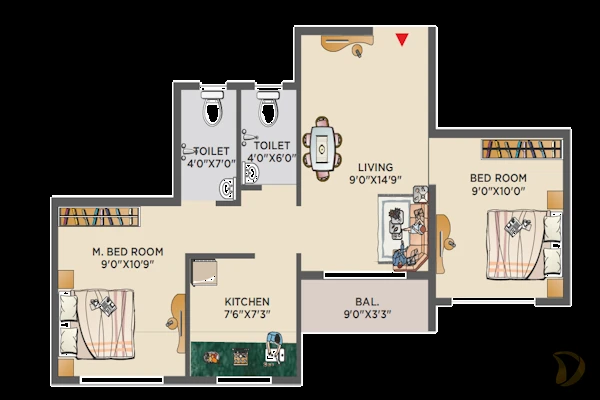 TOILET
4'0"X7'0"
TOILET
4'0"X6'0"
LIVING
9'0"X14'9"
BED ROOM
9'0"X10'0"
M. BED ROOM
9'0"X10'9"
KITCHEN
7'6"X7'3"
BAL.
9'0"X3'3"